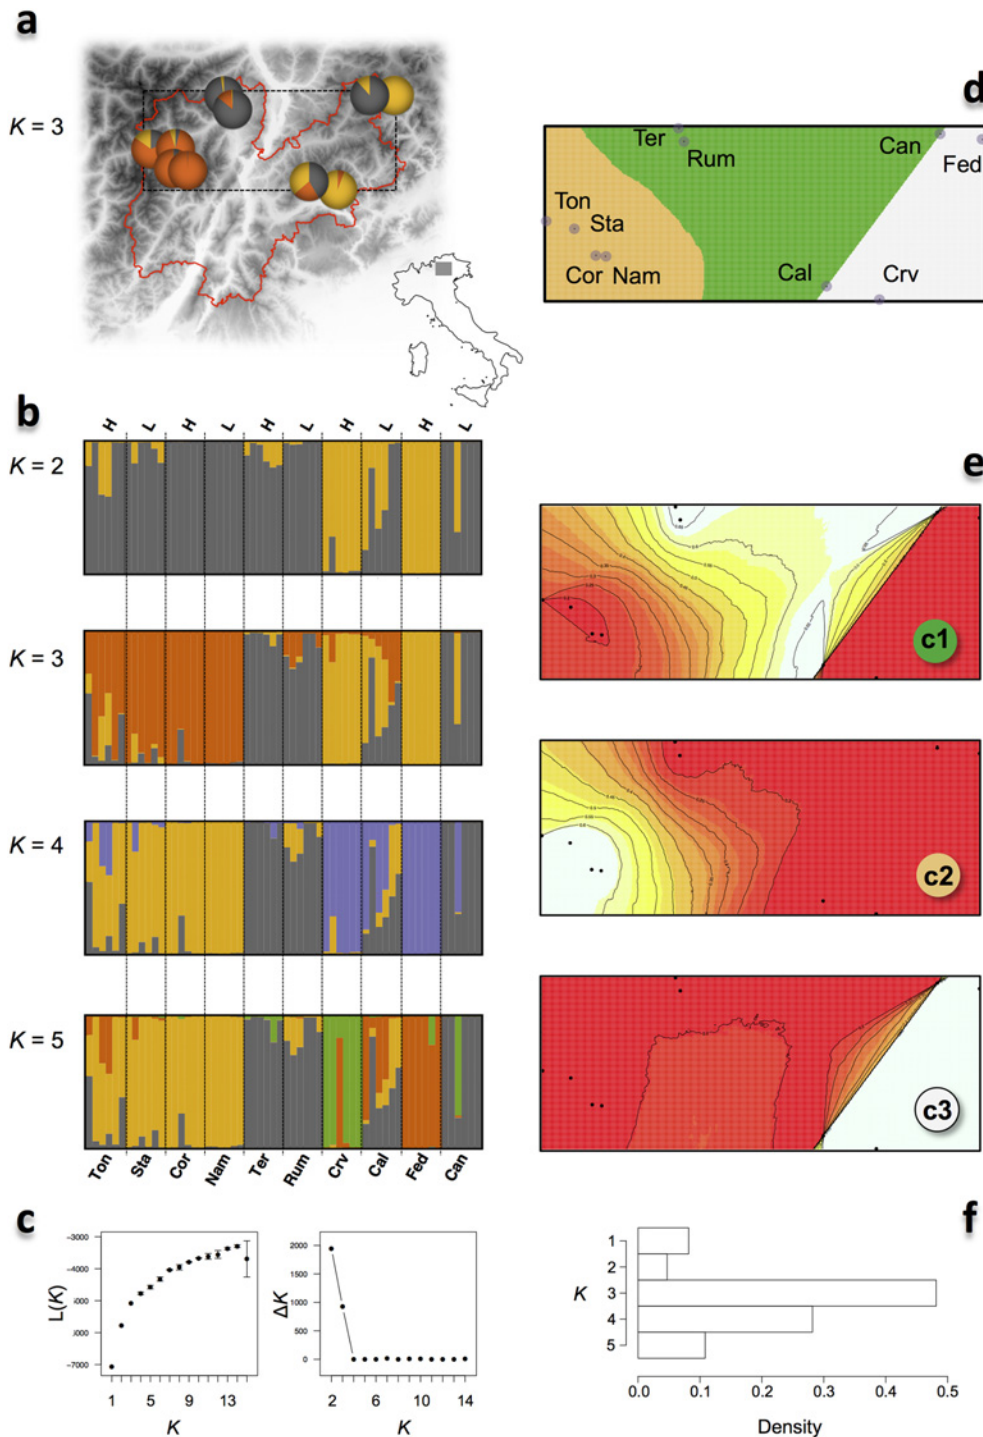 a
K = 3
b
H L H L H L H L H L
K = 2
K = 3
K = 4
K = 5
Ton Sta Cor Nam Ter Rum Crv Cal Fed Can
c
L(K)
-3000
-4000
-5000
-7000
1 5 9 13
K
ΔK
2000
1500
1000
500
0
2 6 10 14
K
d
Ter
Rum
Can
Fed
Ton
Sta
Cor Nam
Cal
Crv
e
c1
c2
c3
f
K
1
2
3
4
5
0.0 0.1 0.2 0.3 0.4 0.5
Density